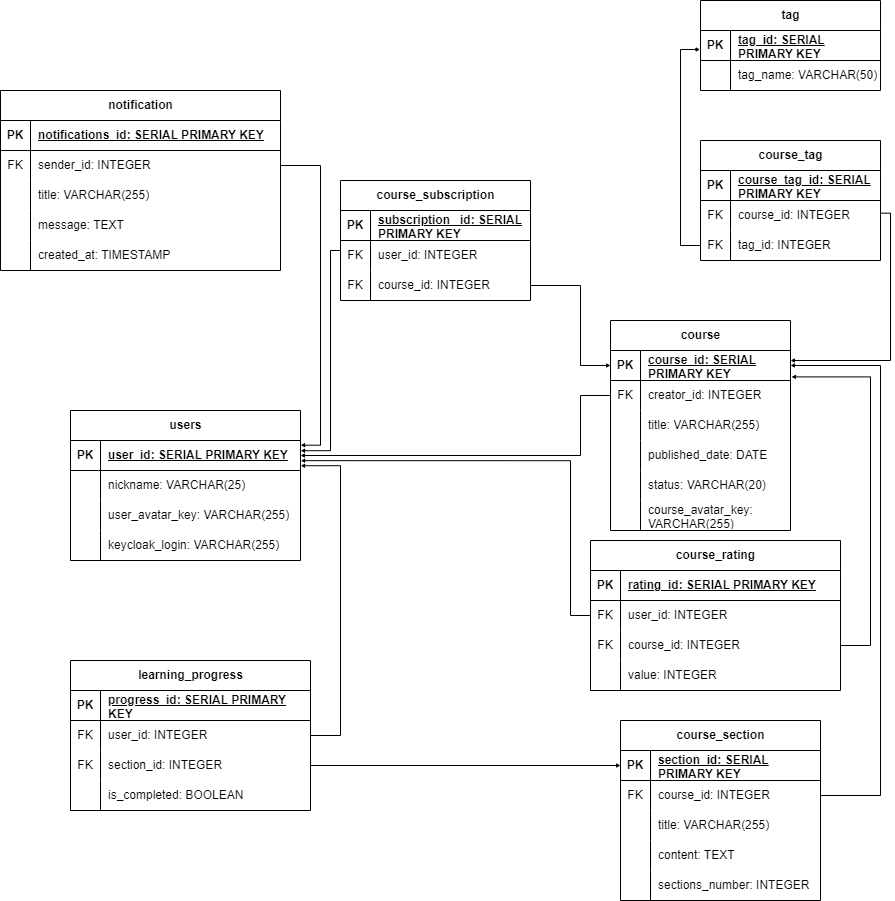 tag
PK
tag_id: SERIAL
PRIMARY KEY
tag_name: VARCHAR(50)
notification
PK
notifications_id: SERIAL PRIMARY KEY
FK
sender_id: INTEGER
title: VARCHAR(255)
message: TEXT
created_at: TIMESTAMP
course_tag
PK
course_tag_id: SERIAL
PRIMARY KEY
FK
course_id: INTEGER
FK
tag_id: INTEGER
course_subscription
PK
subscription_id: SERIAL
PRIMARY KEY
FK
user_id: INTEGER
FK
course_id: INTEGER
course
PK
course_id: SERIAL
PRIMARY KEY
FK
creator_id: INTEGER
title: VARCHAR(255)
published_date: DATE
status: VARCHAR(20)
course_avatar_key:
VARCHAR(255)
users
PK
user_id: SERIAL PRIMARY KEY
nickname: VARCHAR(25)
user_avatar_key: VARCHAR(255)
keycloak_login: VARCHAR(255)
course_rating
PK
rating_id: SERIAL PRIMARY KEY
FK
user_id: INTEGER
FK
course_id: INTEGER
value: INTEGER
learning_progress
PK
progress_id: SERIAL PRIMARY
KEY
FK
user_id: INTEGER
FK
section_id: INTEGER
is_completed: BOOLEAN
course_section
PK
section_id: SERIAL
PRIMARY KEY
FK
course_id: INTEGER
title: VARCHAR(255)
content: TEXT
sections_number: INTEGER